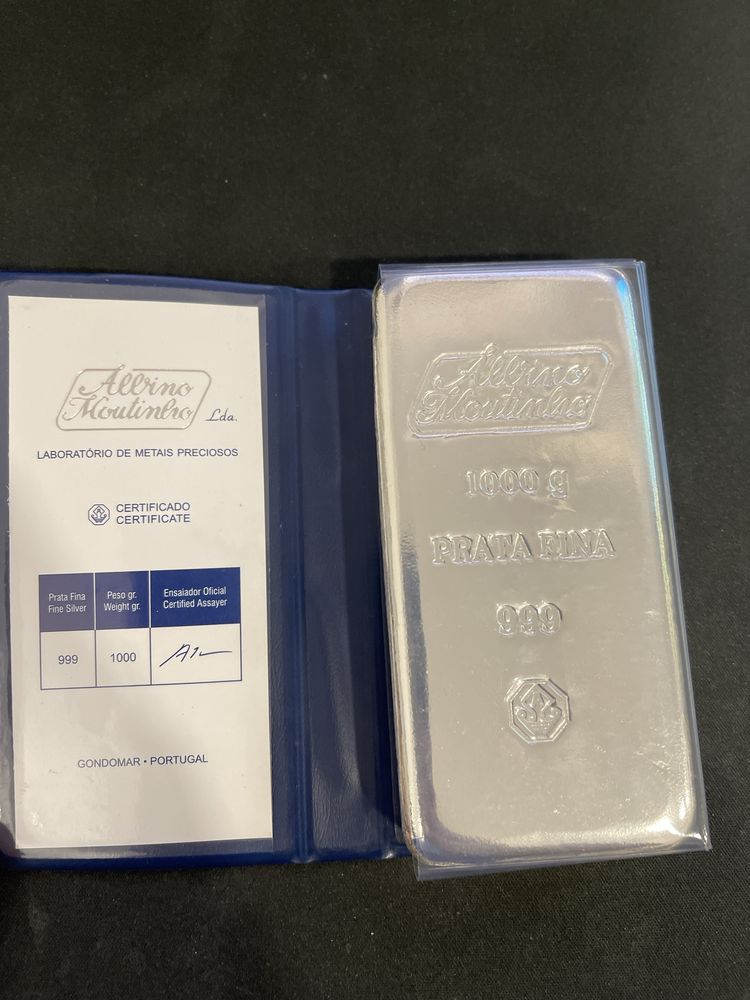 Albino
Moutinho Lda.
LABORATÓRIO DE METAIS PRECIOSOS
CERTIFICADO
CERTIFICATE
Prata Fina
Fine Silver
Peso gr.
Weight gr.
Ensaiador Oficial
Certified Assayer
999
1000
GONDOMAR • PORTUGAL
Albino
Moutinho
1000 g
PRATA FINA
999